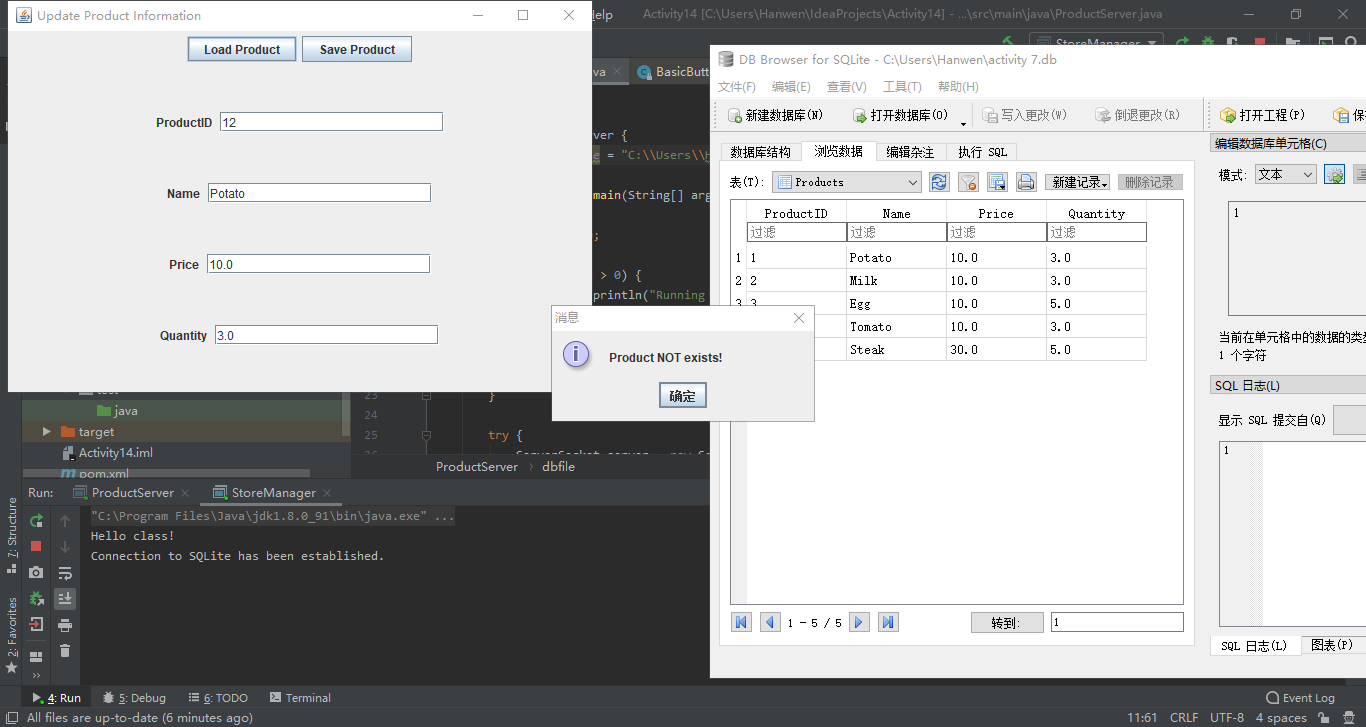 Update Product Information
Load Product
Save Product
ProductID
12
Name
Potato
Price
10.0
Quantity
3.0
Help
Activity14 [C:\Users\Hanwen\IdeaProjects\Activity14] - ...\src\main\java\ProductServer.java
StoreManager
BasicButt
ver {
= "C:\\Users\\H
main(String[] arg
;
> 0) {
println("Running
DB Browser for SQLite - C:\Users\Hanwen\activity 7.db
文件(F) 编辑(E) 查看(V) 工具(T) 帮助(H)
新建数据库(N) 打开数据库(O) 写入更改(W) 倒退更改(R) 打开工程(P) 保
数据库结构 浏览数据 编辑杂注 执行 SQL
表(T): Products 新建记录 删除记录
ProductID Name Price Quantity
过滤 过滤 过滤 过滤
1 1 Potato 10.0 3.0
2 2 Milk 10.0 3.0
3 3 Egg 10.0 5.0
Tomato 10.0 3.0
Steak 30.0 5.0
1 - 5 / 5 转到: 1
编辑数据库单元格(C)
模式: 文本
1
当前在单元格中的数据的类
1 个字符
SQL 日志(L)
显示 SQL 提交自(Q)
1
SQL 日志(L) 图表(P)
消息
Product NOT exists!
确定
java
target
Activity14.iml
pom.xml
23 }
24
25 try {
ProductServer › dbfile
Run: ProductServer StoreManager
"C:\Program Files\Java\jdk1.8.0_91\bin\java.exe" ...
Hello class!
Connection to SQLite has been established.
7: Structure
2: Favorites
4: Run 5: Debug 6: TODO Terminal Event Log
All files are up-to-date (6 minutes ago) 11:61 CRLF UTF-8 4 spaces